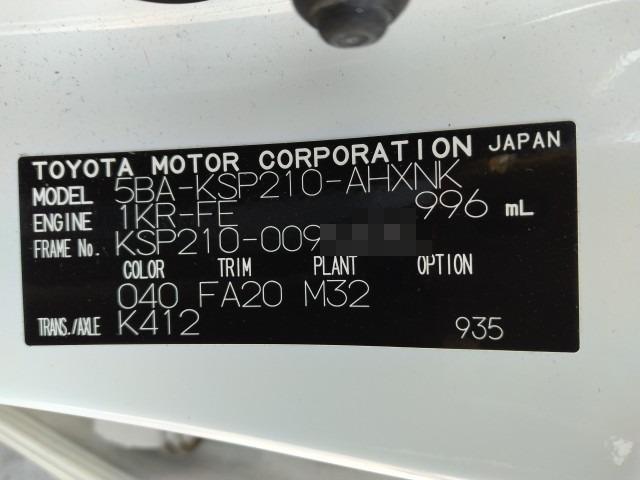 TOYOTA MOTOR CORPORATION JAPAN
MODEL 5BA-KSP210-AHXNK
ENGINE 1KR-FE 996 mL
FRAME No. KSP210-009
COLOR TRIM PLANT OPTION
040 FA20 M32
TRANS./AXLE K412 935